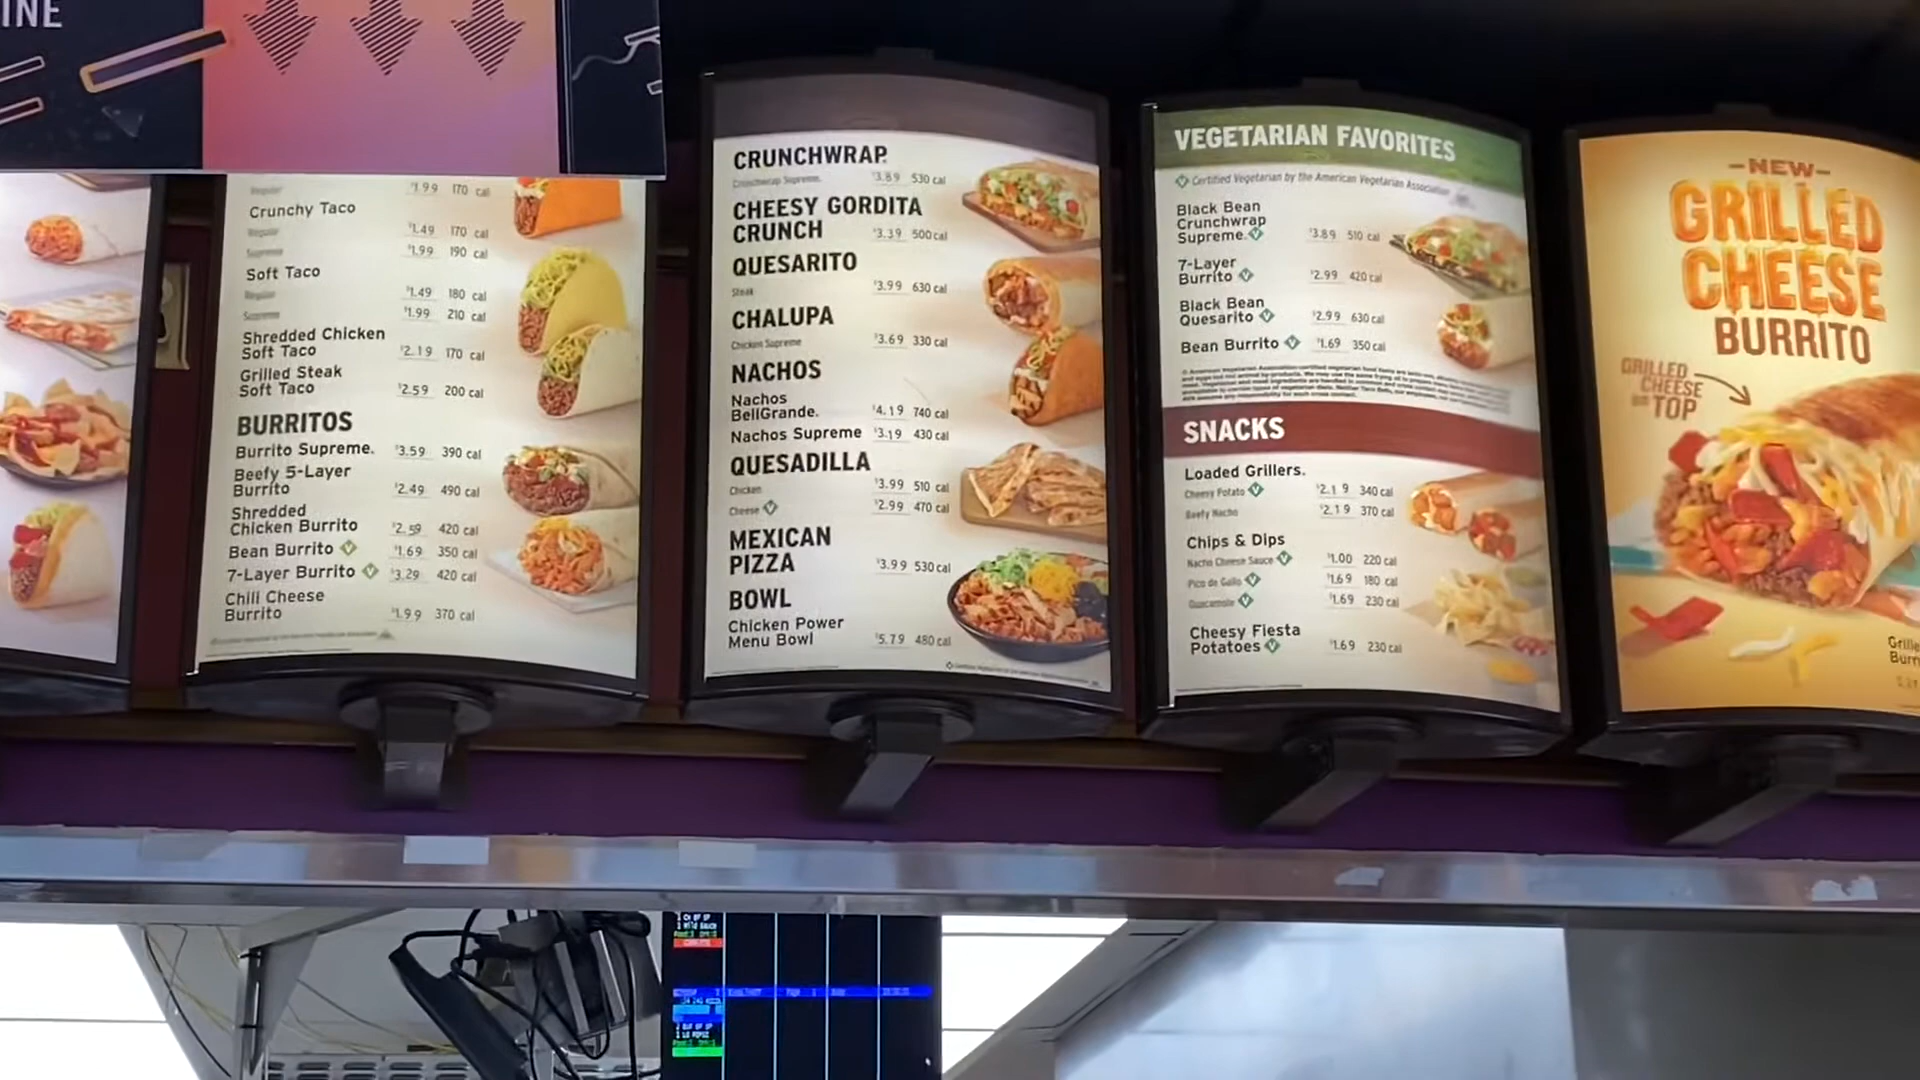 INE
Regular $1.99 170 cal
Crunchy Taco
Regular $1.49 170 cal
Supreme $1.99 190 cal
Soft Taco
Regular $1.49 180 cal
Supreme $1.99 210 cal
Shredded Chicken
Soft Taco $2.19 170 cal
Grilled Steak
Soft Taco $2.59 200 cal
BURRITOS
Burrito Supreme. $3.59 390 cal
Beefy 5-Layer
Burrito $2.49 490 cal
Shredded
Chicken Burrito $2.59 420 cal
Bean Burrito V $1.69 350 cal
7-Layer Burrito V $3.29 420 cal
Chili Cheese
Burrito $1.99 370 cal
CRUNCHWRAP
Crunchwrap Supreme. $3.89 530 cal
CHEESY GORDITA
CRUNCH $3.39 500 cal
QUESARITO
Steak $3.99 630 cal
CHALUPA
Chicken Supreme $3.69 330 cal
NACHOS
Nachos
BellGrande. $4.19 740 cal
Nachos Supreme $3.19 430 cal
QUESADILLA
Chicken $3.99 510 cal
Cheese V $2.99 470 cal
MEXICAN
PIZZA $3.99 530 cal
BOWL
Chicken Power
Menu Bowl $5.79 480 cal
VEGETARIAN FAVORITES
V Certified Vegetarian by the American Vegetarian Association
Black Bean
Crunchwrap
Supreme. V $3.89 510 cal
7-Layer
Burrito V $2.99 420 cal
Black Bean
Quesarito V $2.99 630 cal
Bean Burrito V $1.69 350 cal
SNACKS
Loaded Grillers.
Cheesy Potato V $2.19 340 cal
Beefy Nacho $2.19 370 cal
Chips & Dips
Nacho Cheese Sauce V $1.00 220 cal
Pico de Gallo V $1.69 180 cal
Guacamole V $1.69 230 cal
Cheesy Fiesta
Potatoes V $1.69 230 cal
-NEW-
GRILLED
CHEESE
BURRITO
GRILLED
CHEESE
ON TOP
Grille
Burri